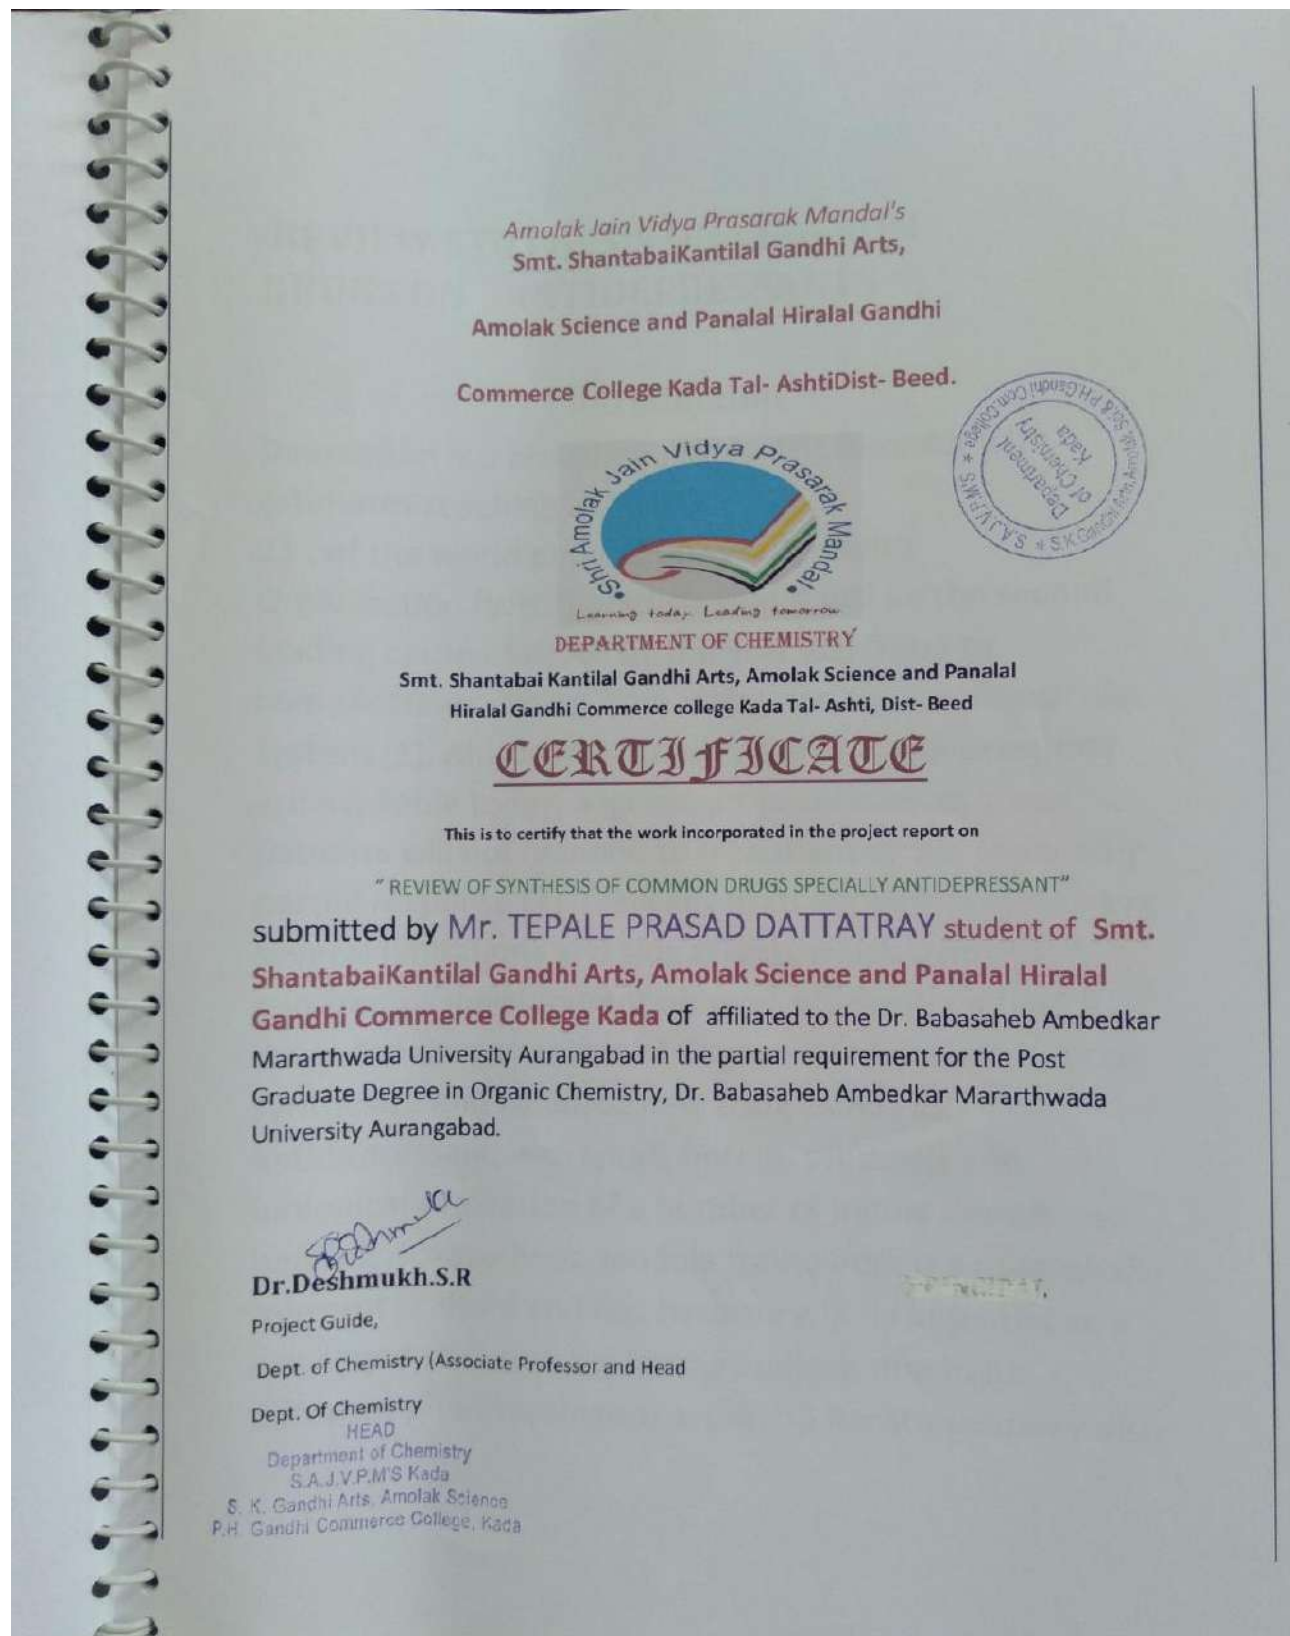 Amolak Jain Vidya Prasarak Mandal's
Smt. ShantabaiKantilal Gandhi Arts,
Amolak Science and Panalal Hiralal Gandhi
Commerce College Kada Tal- AshtiDist- Beed.
Shri Amolak Jain Vidya Prasarak Mandal
Learning today. Leading tomorrow
S.A.J.V.P.M'S * S.K.Gandhi & P.H.Gandhi Com.College *
Department
of Chemistry
Kada
DEPARTMENT OF CHEMISTRY
Smt. Shantabai Kantilal Gandhi Arts, Amolak Science and Panalal
Hiralal Gandhi Commerce college Kada Tal- Ashti, Dist- Beed
CERTIFICATE
This is to certify that the work incorporated in the project report on
" REVIEW OF SYNTHESIS OF COMMON DRUGS SPECIALLY ANTIDEPRESSANT"
submitted by Mr. TEPALE PRASAD DATTATRAY student of Smt.
ShantabaiKantilal Gandhi Arts, Amolak Science and Panalal Hiralal
Gandhi Commerce College Kada of affiliated to the Dr. Babasaheb Ambedkar
Mararthwada University Aurangabad in the partial requirement for the Post
Graduate Degree in Organic Chemistry, Dr. Babasaheb Ambedkar Mararthwada
University Aurangabad.
Dr.Deshmukh.S.R
Project Guide,
Dept. of Chemistry (Associate Professor and Head
Dept. Of Chemistry
HEAD
Department of Chemistry
S.A.J.V.P.M'S Kada
S. K. Gandhi Arts, Amolak Science
P.H. Gandhi Commerce College, Kada